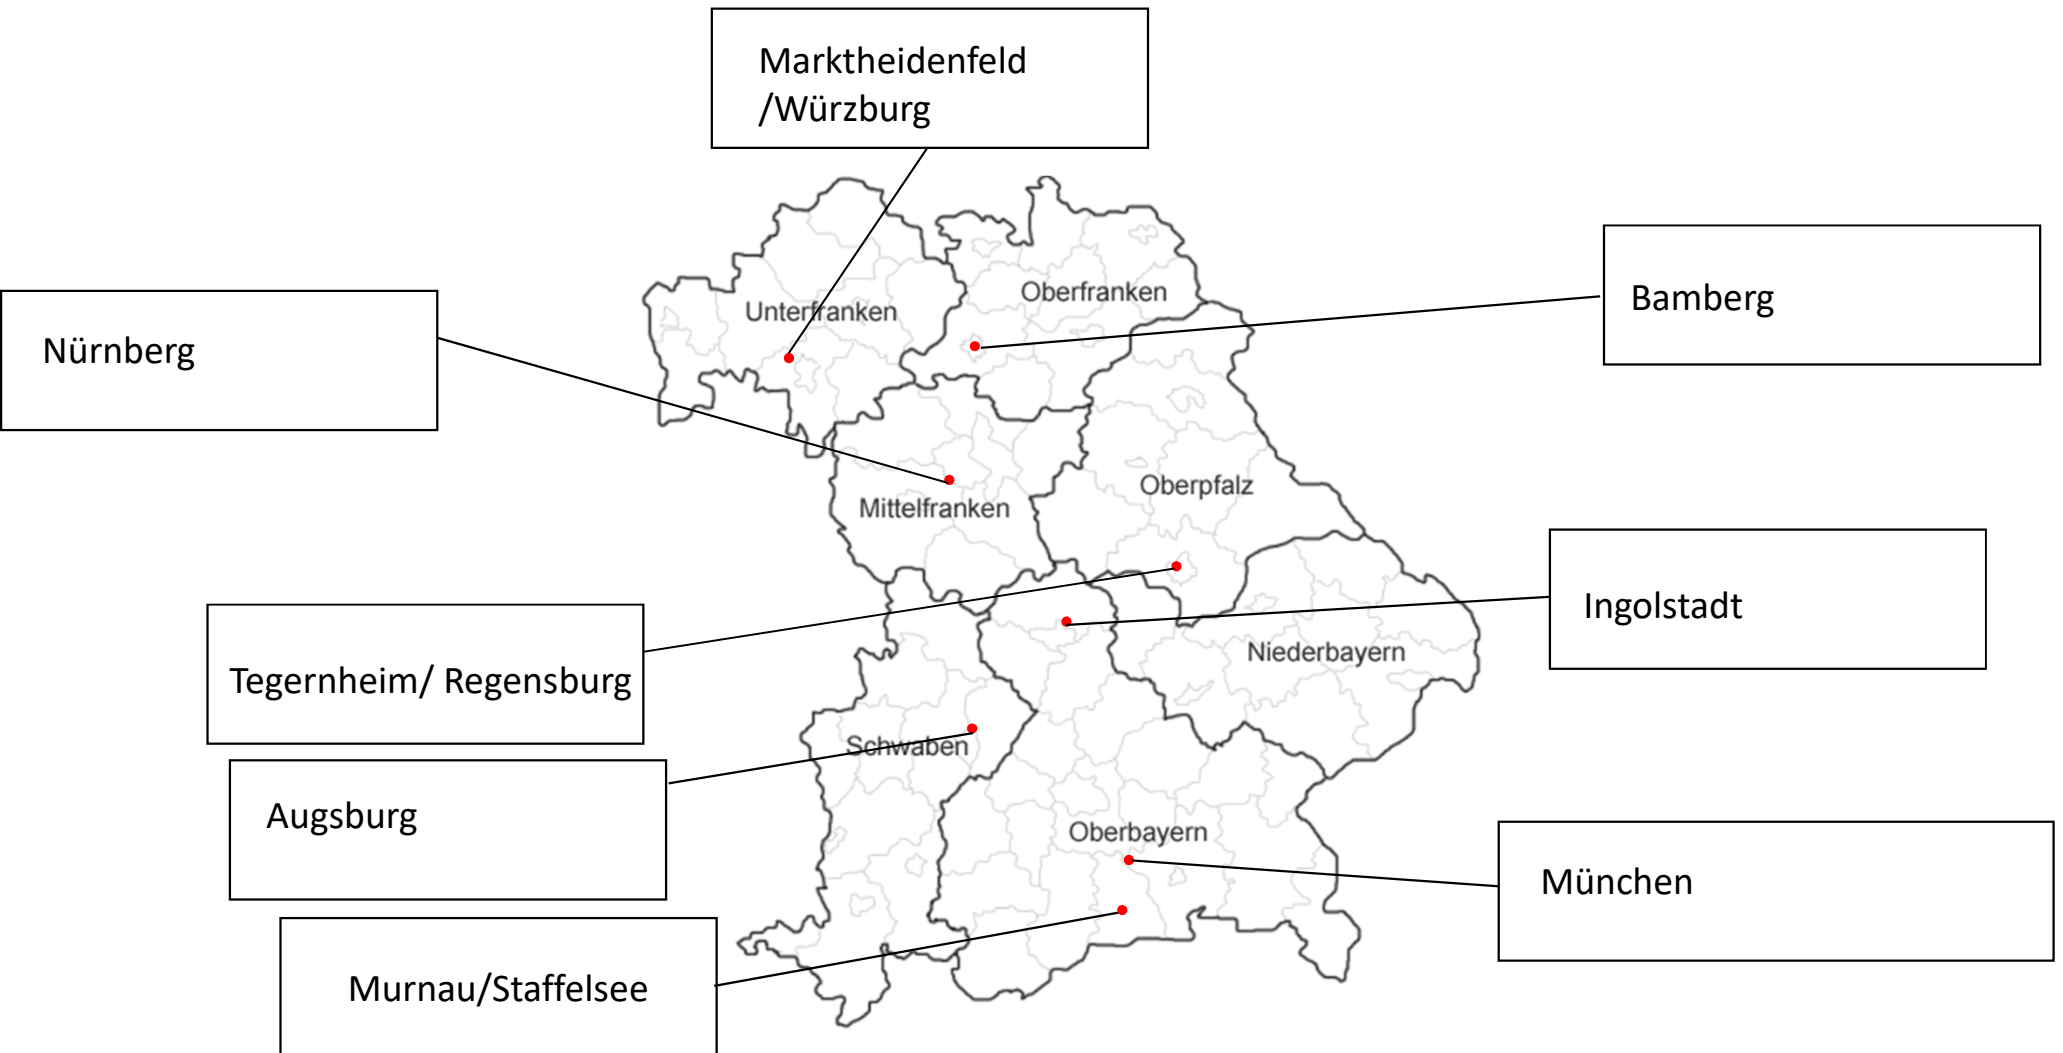 Marktheidenfeld
/Würzburg
Oberfranken
Bamberg
Unterfranken
Nürnberg
Oberpfalz
Mittelfranken
Ingolstadt
Niederbayern
Tegernheim/ Regensburg
Schwaben
Augsburg
Oberbayern
München
Murnau/Staffelsee